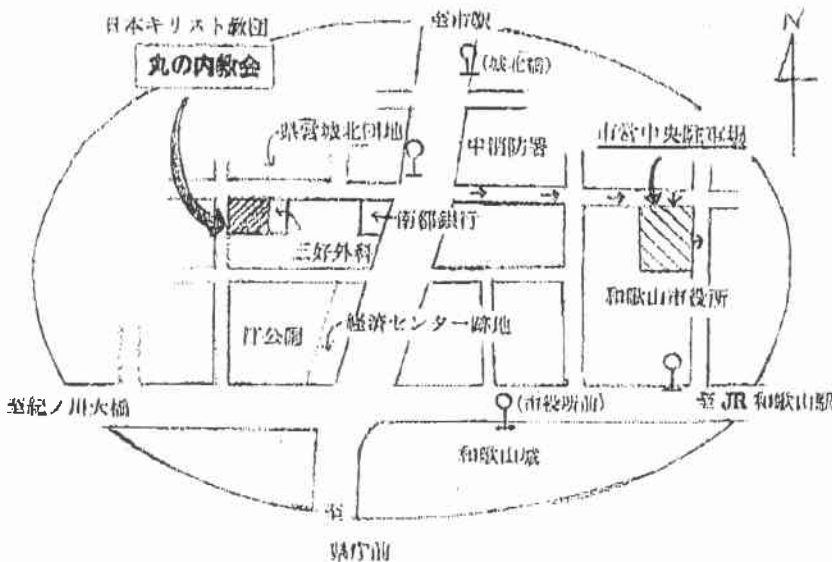 日本キリスト教団
丸の内教会
至市駅
(城北橋)
N
県営城北団地
中消防署
市営中央駐車場
南都銀行
三好外科
和歌山市役所
汀公園
経済センター跡地
至紀ノ川大橋
(市役所前)
至JR和歌山駅
和歌山城
至
県庁前